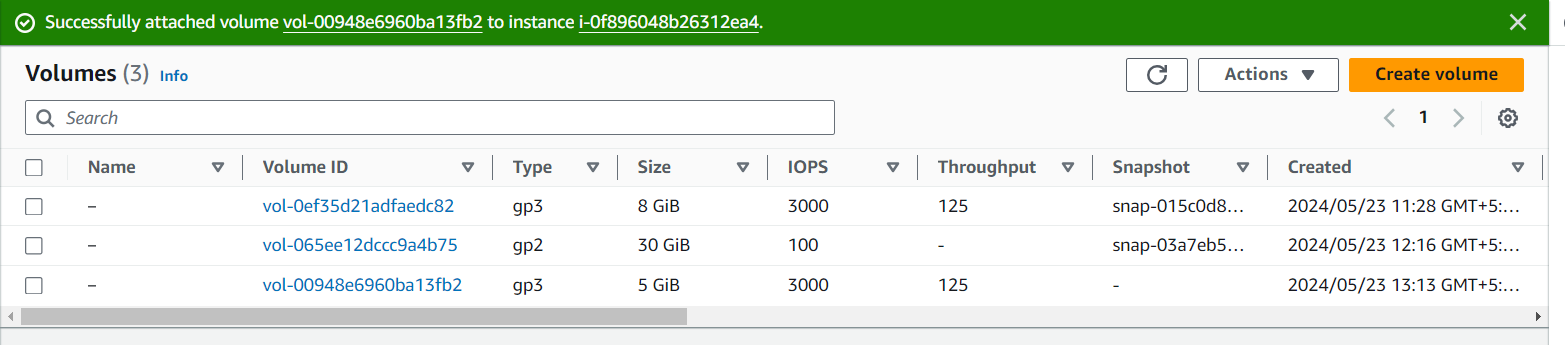 Successfully attached volume vol-00948e6960ba13fb2 to instance i-0f896048b26312ea4.
Volumes (3) Info
Actions
Create volume
Search
1
Name Volume ID Type Size IOPS Throughput Snapshot Created
– vol-0ef35d21adfaedc82 gp3 8 GiB 3000 125 snap-015c0d8... 2024/05/23 11:28 GMT+5:...
– vol-065ee12dccc9a4b75 gp2 30 GiB 100 - snap-03a7eb5... 2024/05/23 12:16 GMT+5:...
– vol-00948e6960ba13fb2 gp3 5 GiB 3000 125 - 2024/05/23 13:13 GMT+5:...